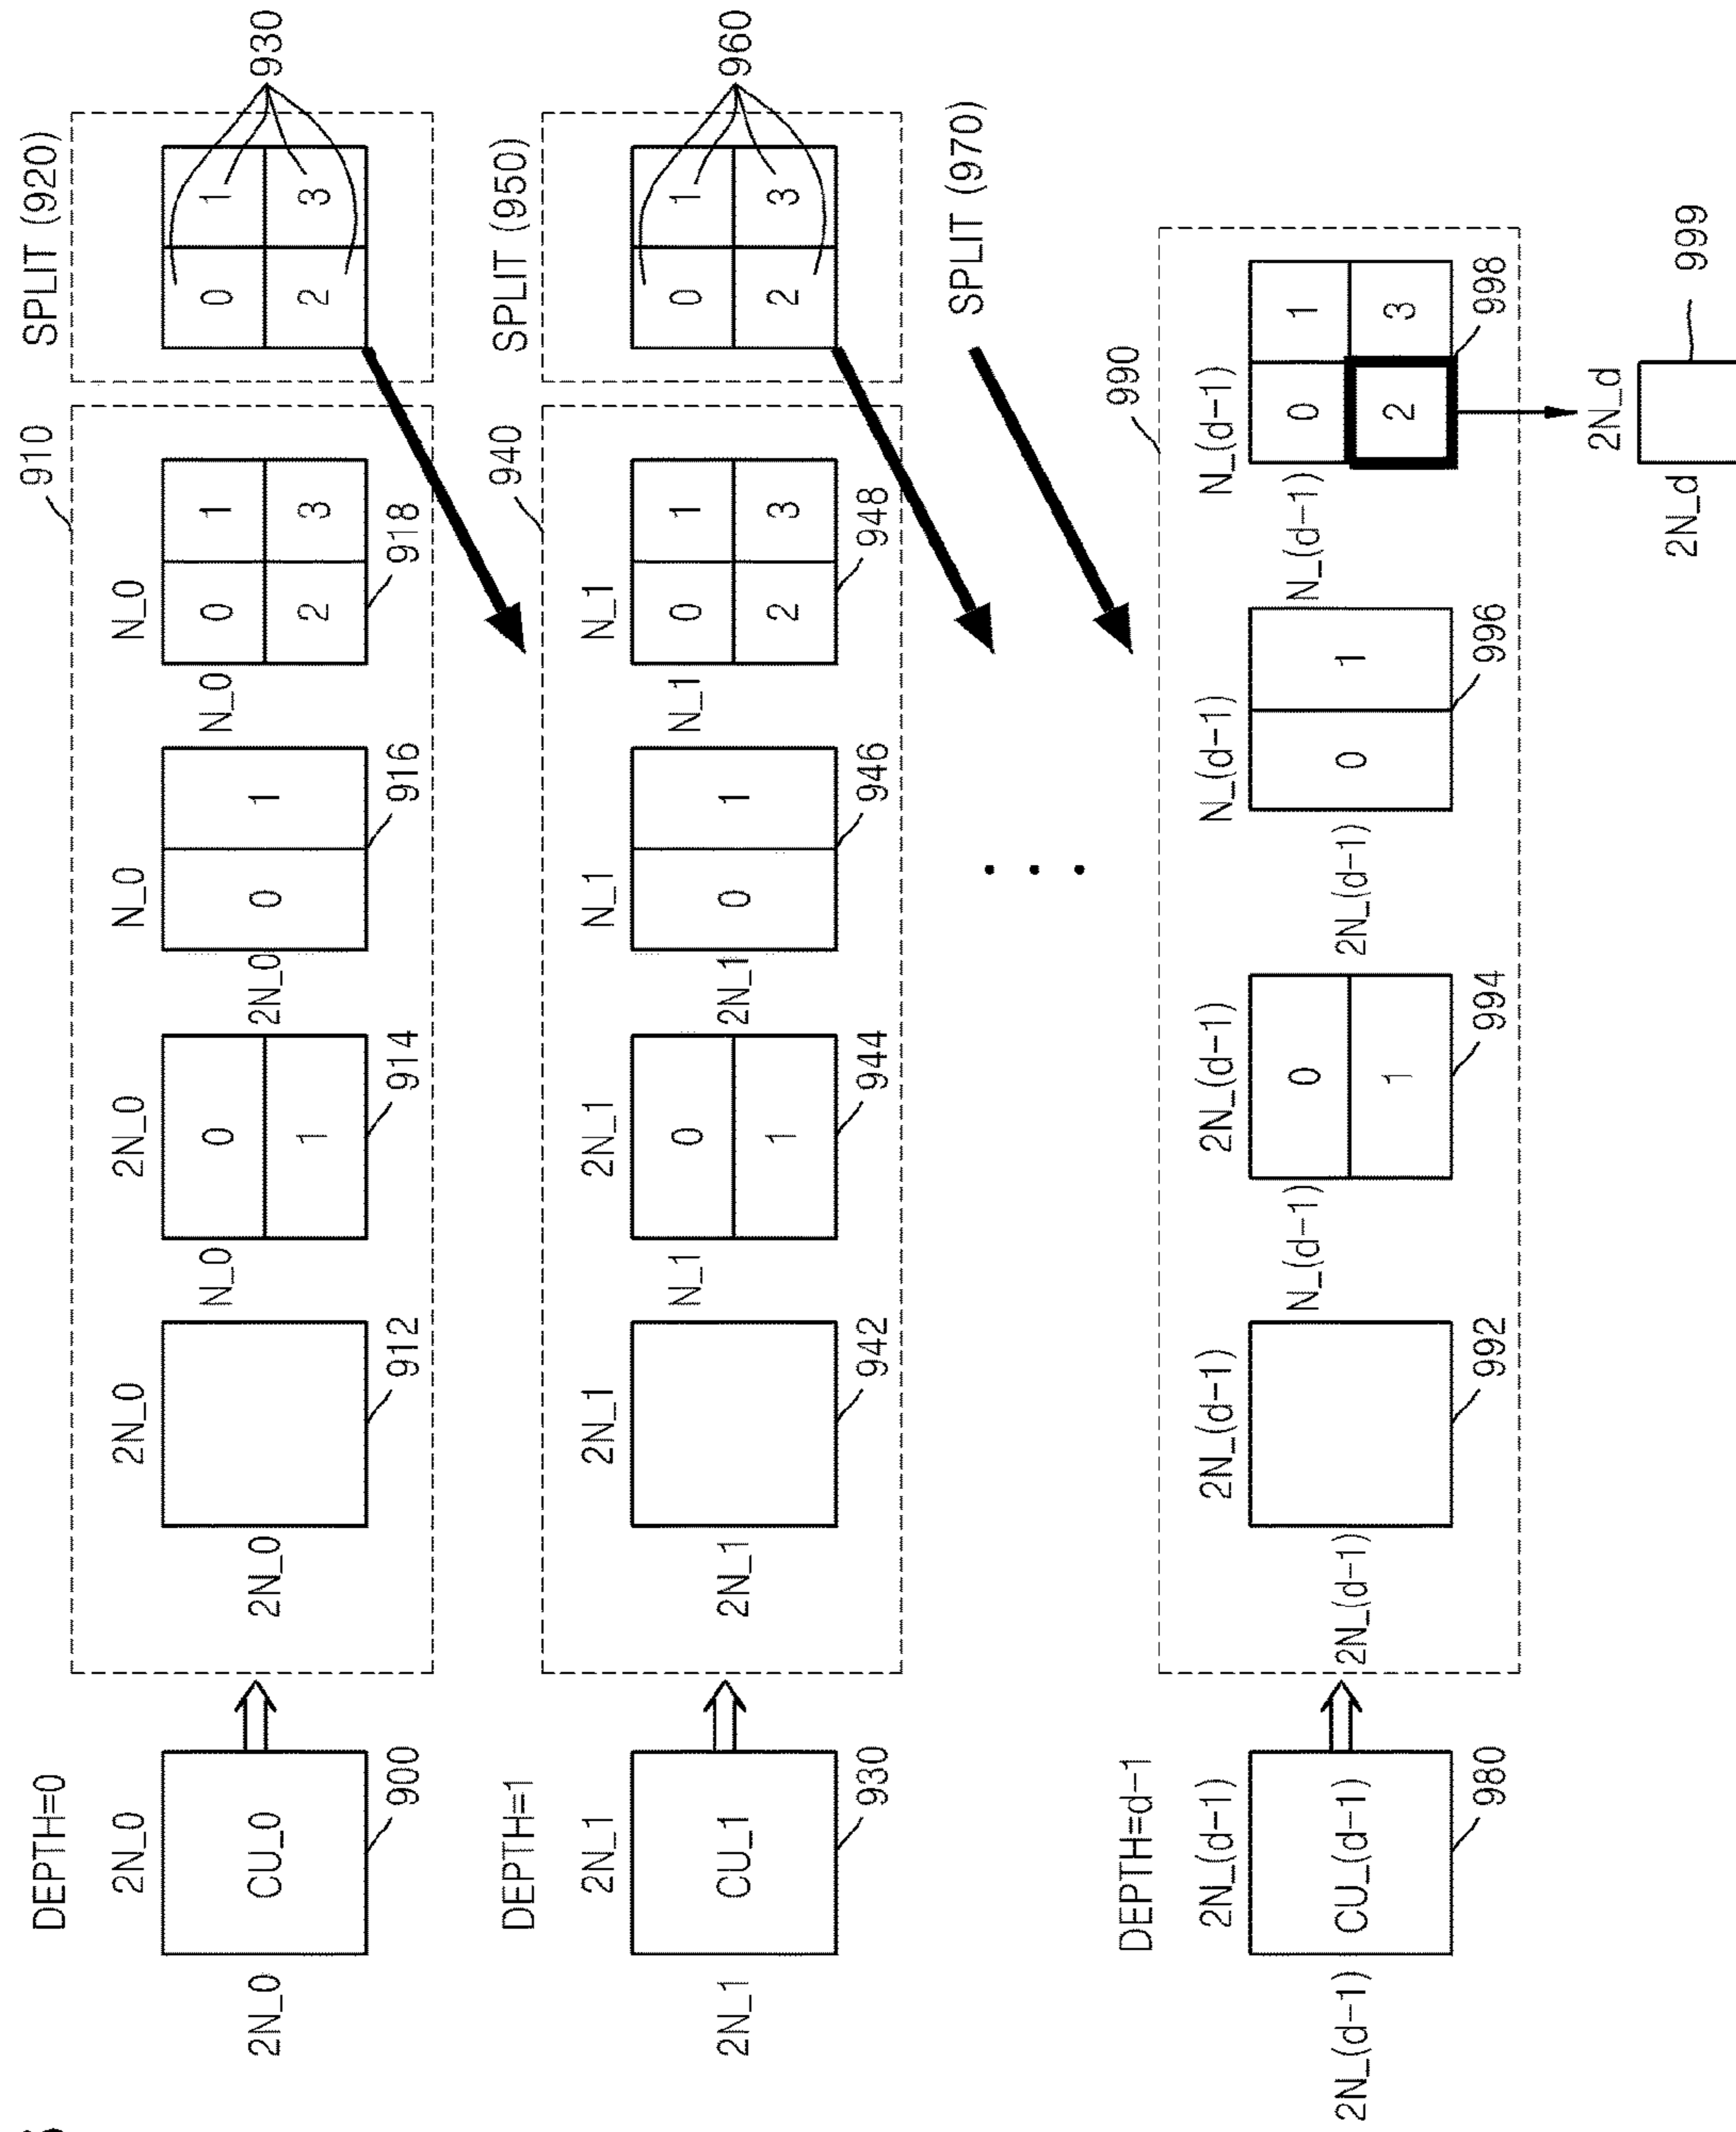 DEPTH=0
2N_0
2N_0
CU_0
900
910
2N_0
2N_0
912
2N_0
N_0
0
1
914
N_0
2N_0
0 1
916
N_0
N_0
0 1
2 3
918
SPLIT (920)
0 1
2 3
930
DEPTH=1
2N_1
2N_1
CU_1
930
940
2N_1
2N_1
942
2N_1
N_1
0
1
944
N_1
2N_1
0 1
946
N_1
N_1
0 1
2 3
948
SPLIT (950)
0 1
2 3
960
SPLIT (970)
DEPTH=d-1
2N_(d-1)
2N_(d-1)
CU_(d-1)
980
990
2N_(d-1)
2N_(d-1)
992
2N_(d-1)
N_(d-1)
0
1
994
N_(d-1)
2N_(d-1)
0 1
996
N_(d-1)
N_(d-1)
0 1
2 3
998
2N_d
2N_d
999